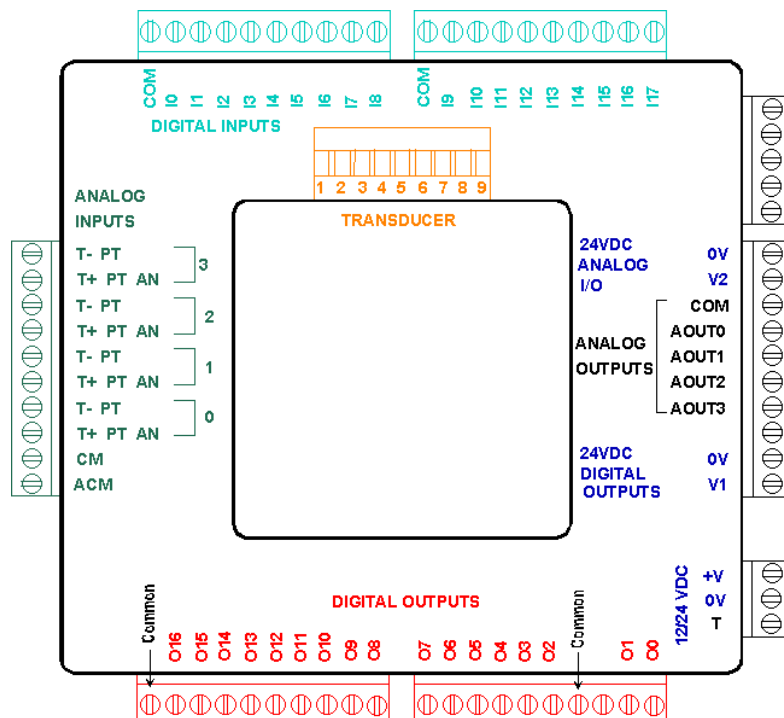 COM I0 I1 I2 I3 I4 I5 I6 I7 I8
COM I9 I10 I11 I12 I13 I14 I15 I16 I17
DIGITAL INPUTS
1 2 3 4 5 6 7 8 9
TRANSDUCER
ANALOG
INPUTS
T- PT
T+ PT AN
3
T- PT
T+ PT AN
2
T- PT
T+ PT AN
1
T- PT
T+ PT AN
0
CM
ACM
24VDC
ANALOG
I/O
0V
V2
ANALOG
OUTPUTS
COM
AOUT0
AOUT1
AOUT2
AOUT3
24VDC
DIGITAL
OUTPUTS
0V
V1
12/24 VDC
+V
0V
T
DIGITAL OUTPUTS
Common O16 O15 O14 O13 O12 O11 O10 O9 O8
O7 O6 O5 O4 O3 O2 Common O1 O0